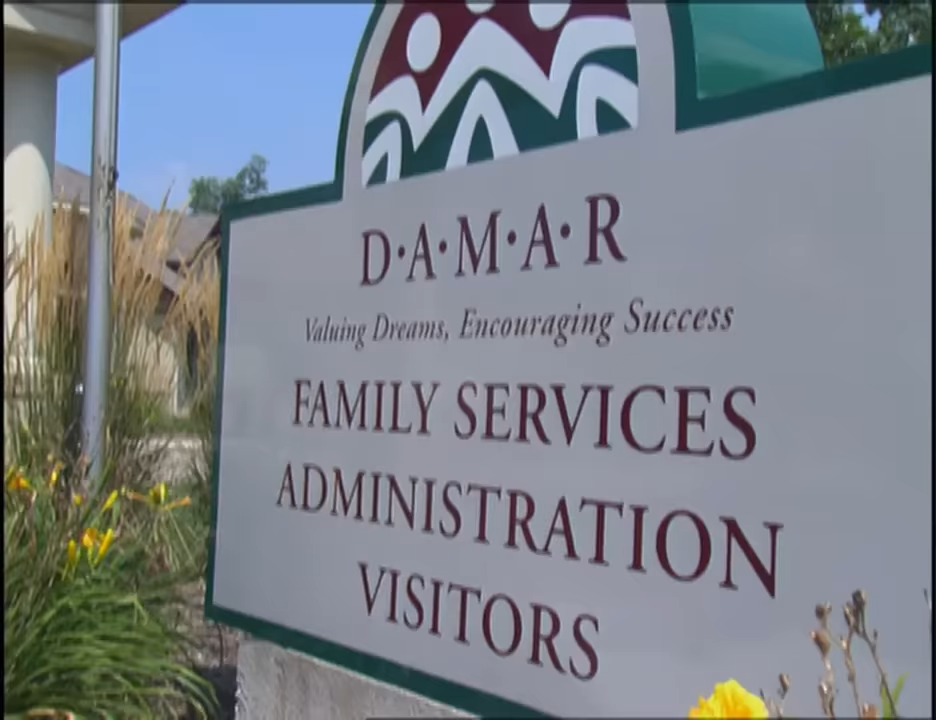 D•A•M•A•R
Valuing Dreams, Encouraging Success
FAMILY SERVICES
ADMINISTRATION
VISITORS